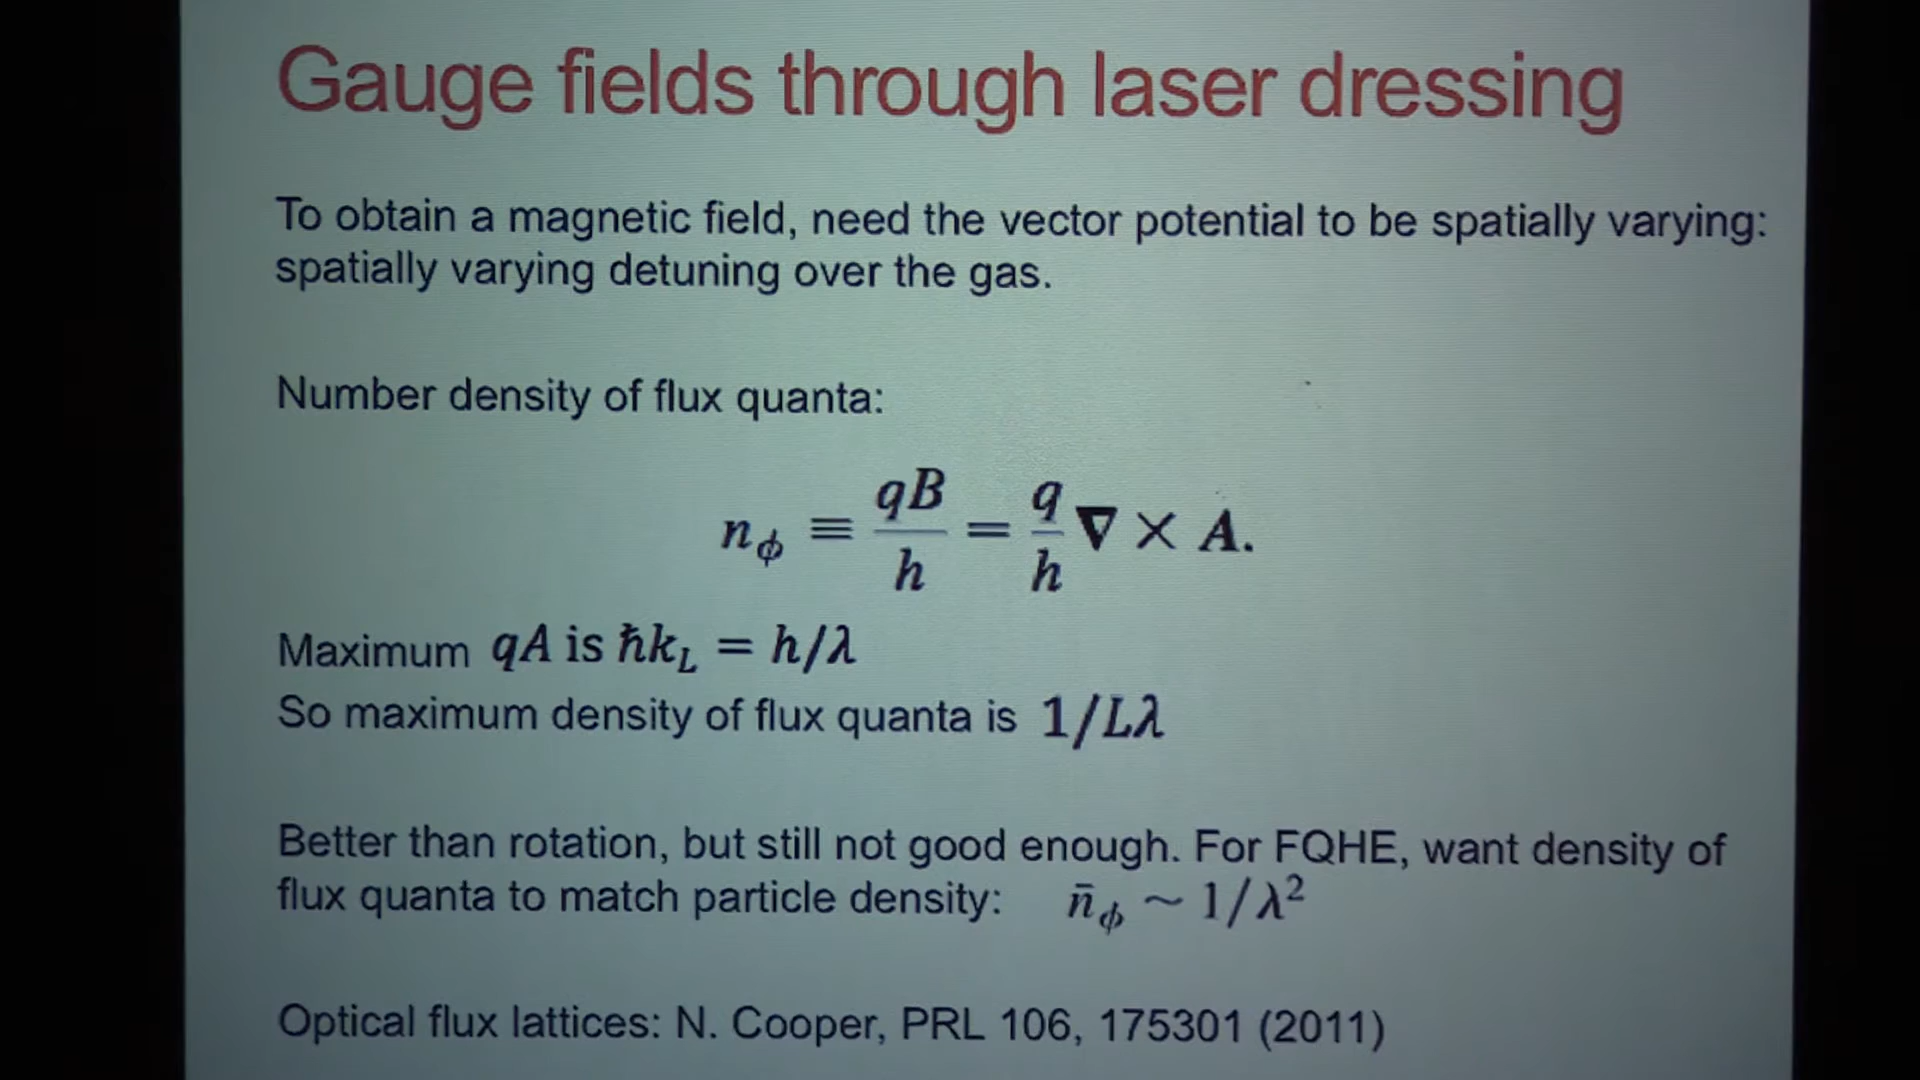 Gauge fields through laser dressing
To obtain a magnetic field, need the vector potential to be spatially varying:
spatially varying detuning over the gas.
Number density of flux quanta:
n_ϕ ≡ qB/h = q/h ∇ × A.
Maximum qA is ħk_L = h/λ
So maximum density of flux quanta is 1/Lλ
Better than rotation, but still not good enough. For FQHE, want density of
flux quanta to match particle density: n̄_ϕ ~ 1/λ²
Optical flux lattices: N. Cooper, PRL 106, 175301 (2011)